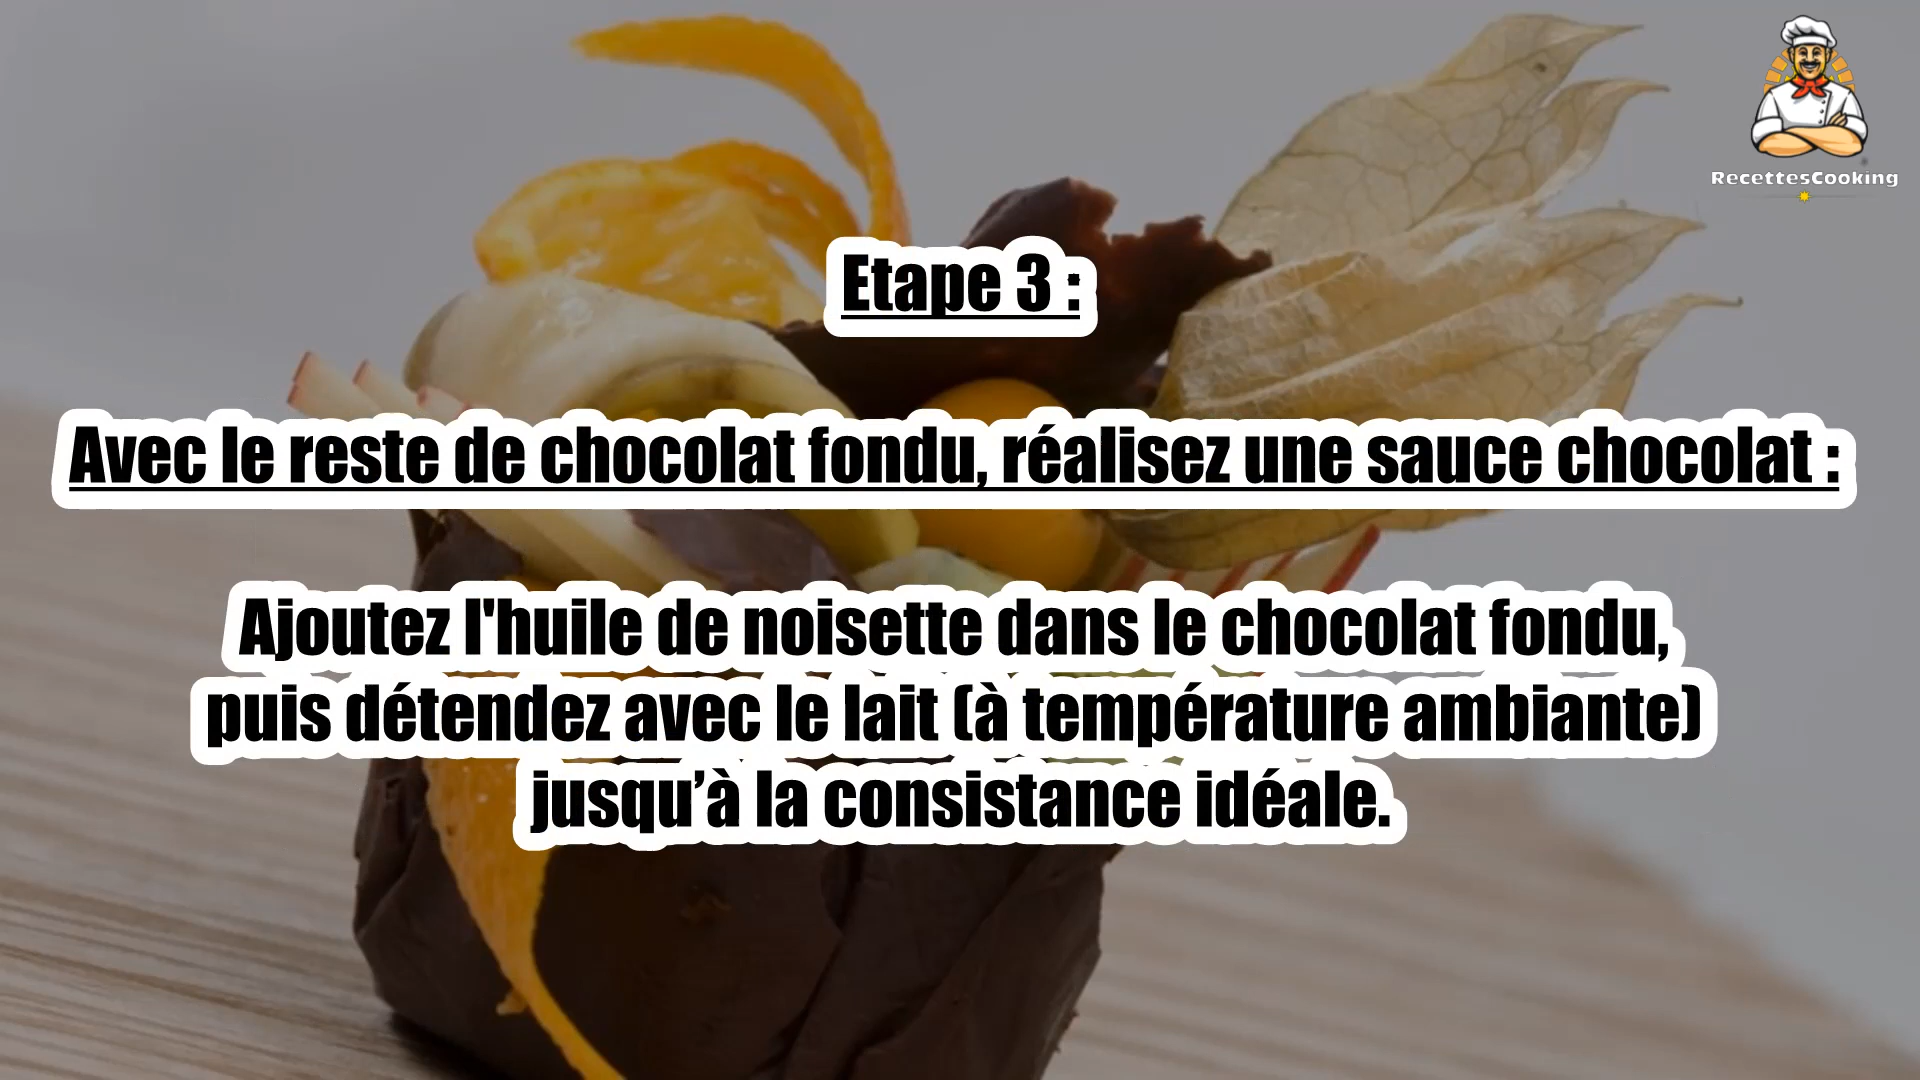 RecettesCooking
Etape 3 :
Avec le reste de chocolat fondu, réalisez une sauce chocolat :
Ajoutez l'huile de noisette dans le chocolat fondu,
puis détendez avec le lait (à température ambiante)
jusqu’à la consistance idéale.